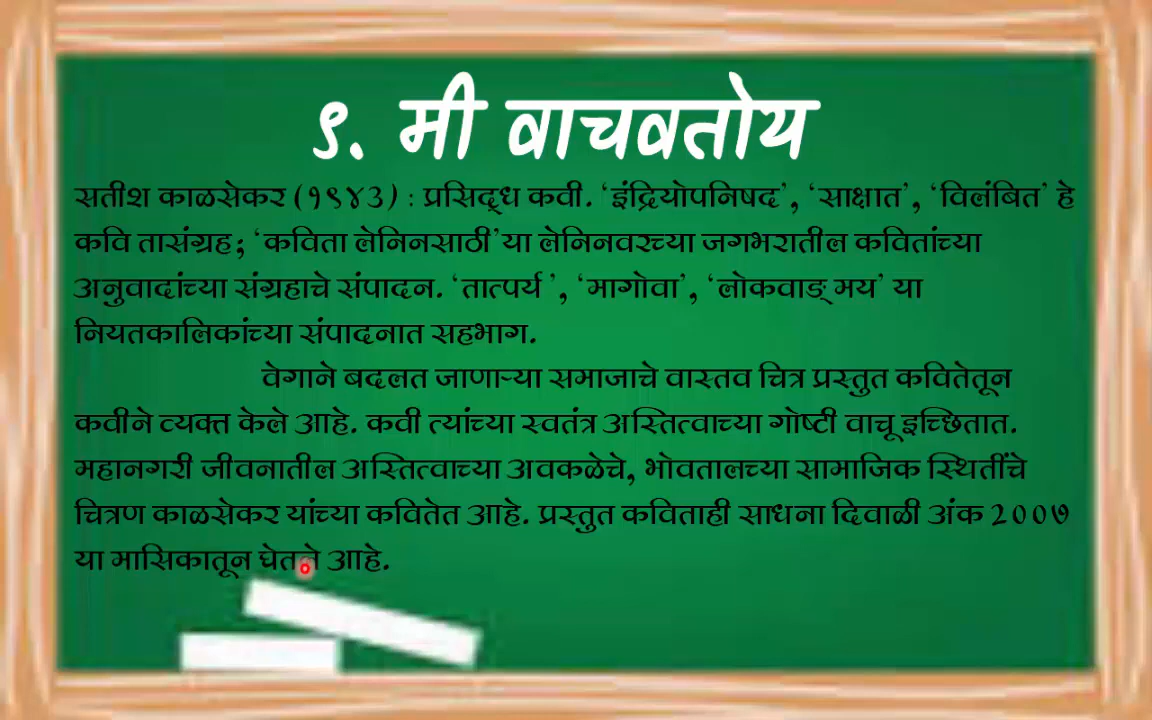 ९. मी वाचवतोय
सतीश काळसेकर (१९४३) : प्रसिद्ध कवी. ‘इंद्रियोपनिषद’, ‘साक्षात’, ‘विलंबित’ हे
कवि तासंग्रह; ‘कविता लेनिनसाठी’या लेनिनवरच्या जगभरातील कवितांच्या
अनुवादांच्या संग्रहाचे संपादन. ‘तात्पर्य ’, ‘मागोवा’, ‘लोकवाङ् मय’ या
नियतकालिकांच्या संपादनात सहभाग.
वेगाने बदलत जाणाऱ्या समाजाचे वास्तव चित्र प्रस्तुत कवितेतून
कवीने व्यक्त केले आहे. कवी त्यांच्या स्वतंत्र अस्तित्वाच्या गोष्टी वाचू इच्छितात.
महानगरी जीवनातील अस्तित्वाच्या अवकळेचे, भोवतालच्या सामाजिक स्थितींचे
चित्रण काळसेकर यांच्या कवितेत आहे. प्रस्तुत कविताही साधना दिवाळी अंक २००७
या मासिकातून घेतले आहे.